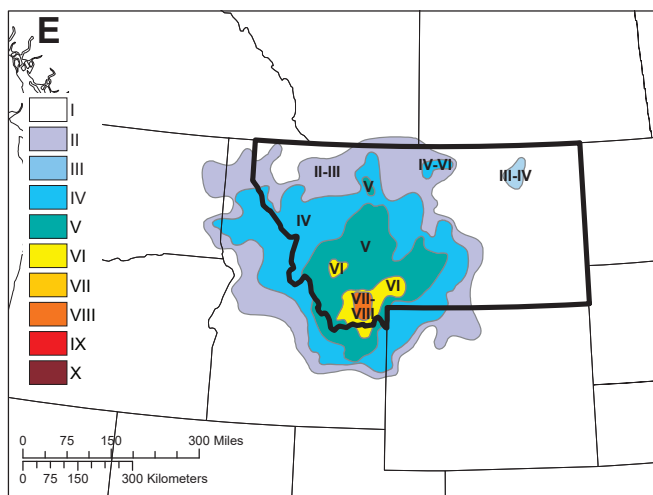 E
I
II
III
IV
V
VI
VII
VIII
IX
X
II-III
IV-VI
III-IV
V
IV
V
VI
VI
VII-
VIII
0 75 150 300 Miles
0 75 150 300 Kilometers